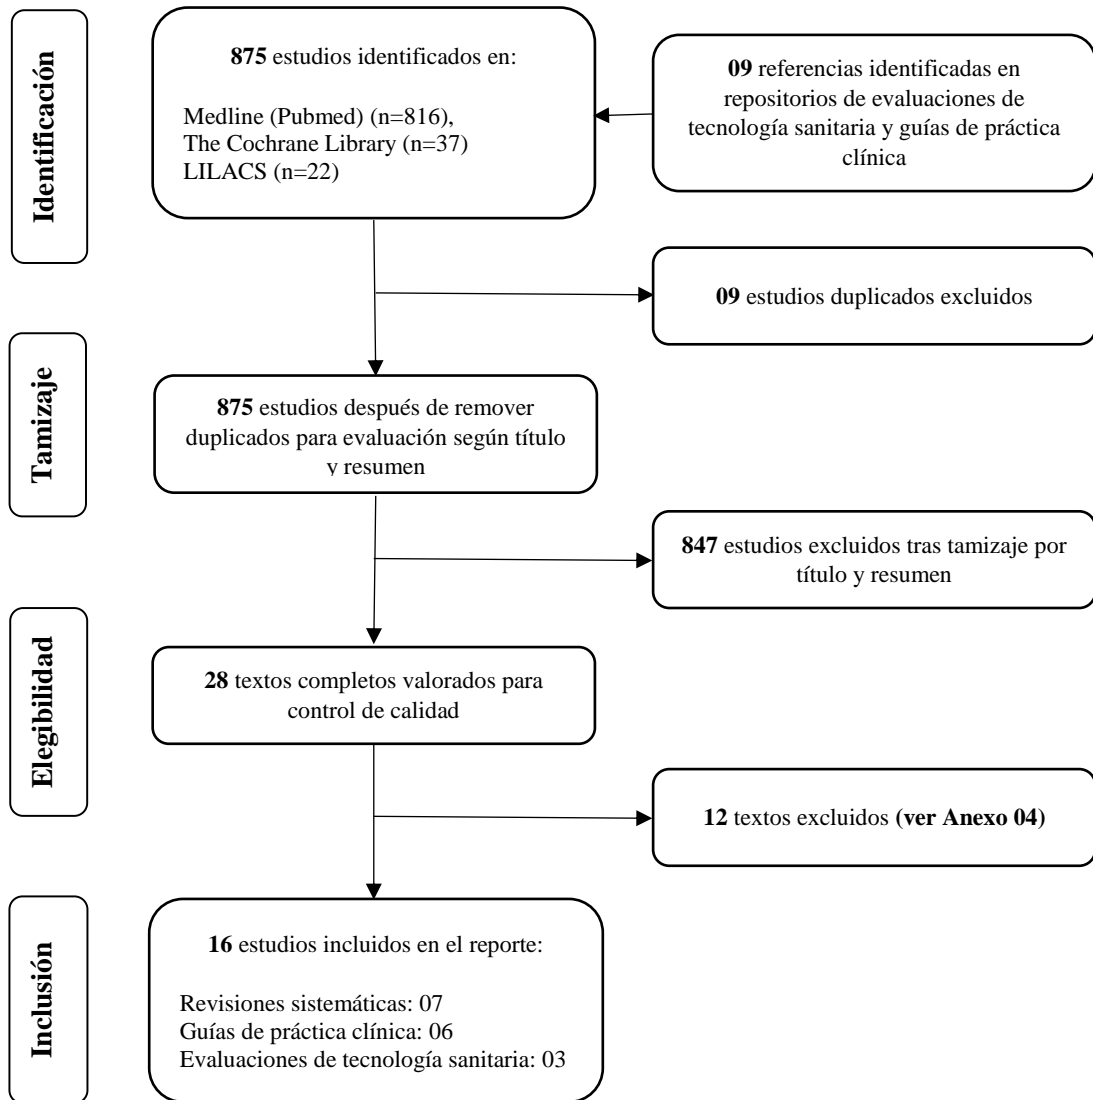 Identificación
875 estudios identificados en:
Medline (Pubmed) (n=816),
The Cochrane Library (n=37)
LILACS (n=22)
09 referencias identificadas en
repositorios de evaluaciones de
tecnología sanitaria y guías de práctica
clínica
09 estudios duplicados excluidos
Tamizaje
875 estudios después de remover
duplicados para evaluación según título
y resumen
847 estudios excluidos tras tamizaje por
título y resumen
Elegibilidad
28 textos completos valorados para
control de calidad
12 textos excluidos (ver Anexo 04)
Inclusión
16 estudios incluidos en el reporte:
Revisiones sistemáticas: 07
Guías de práctica clínica: 06
Evaluaciones de tecnología sanitaria: 03